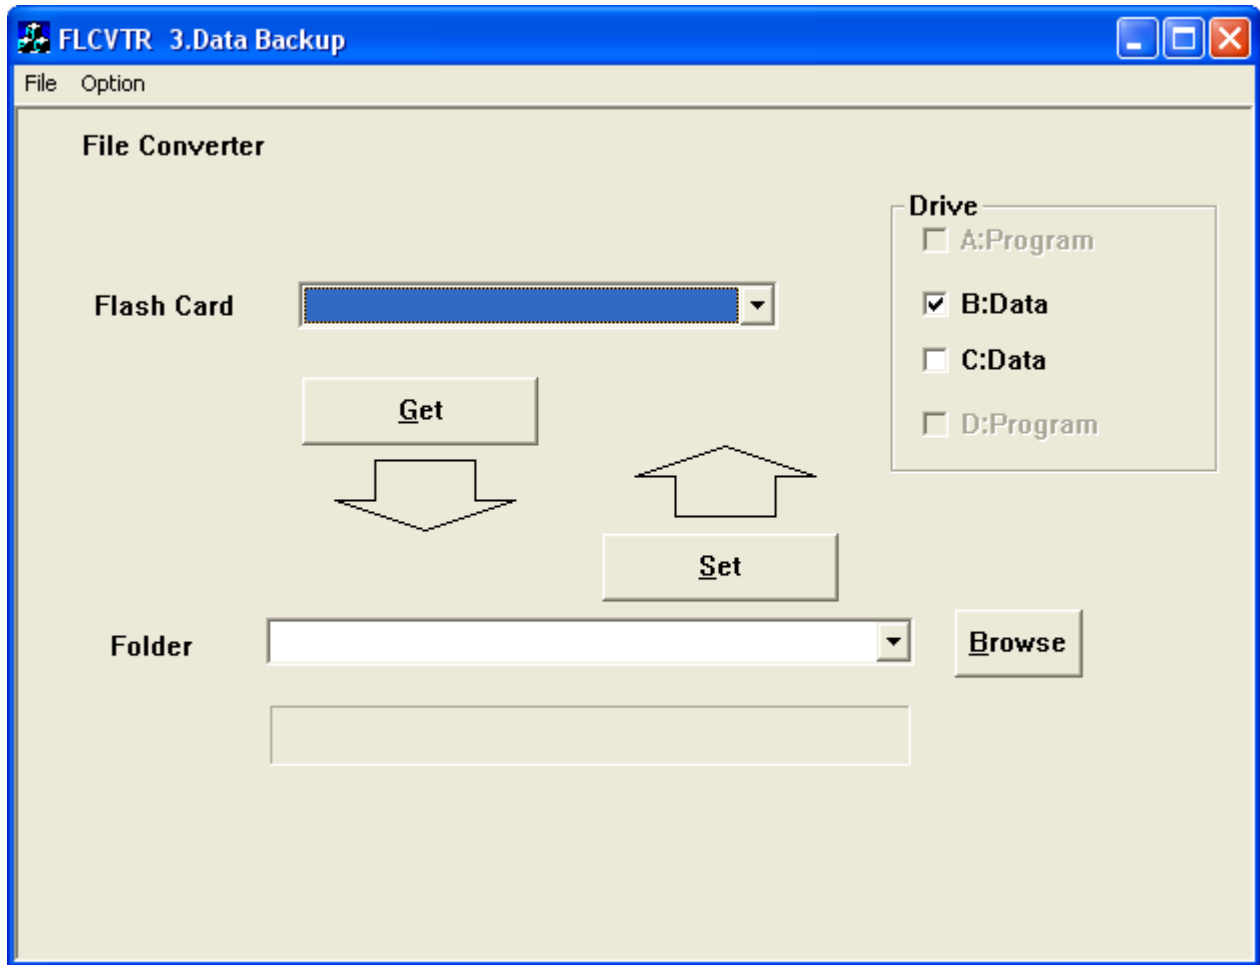 FLCVTR 3.Data Backup
File Option
File Converter
Drive
A:Program
Flash Card
B:Data
C:Data
Get
D:Program
Set
Folder
Browse